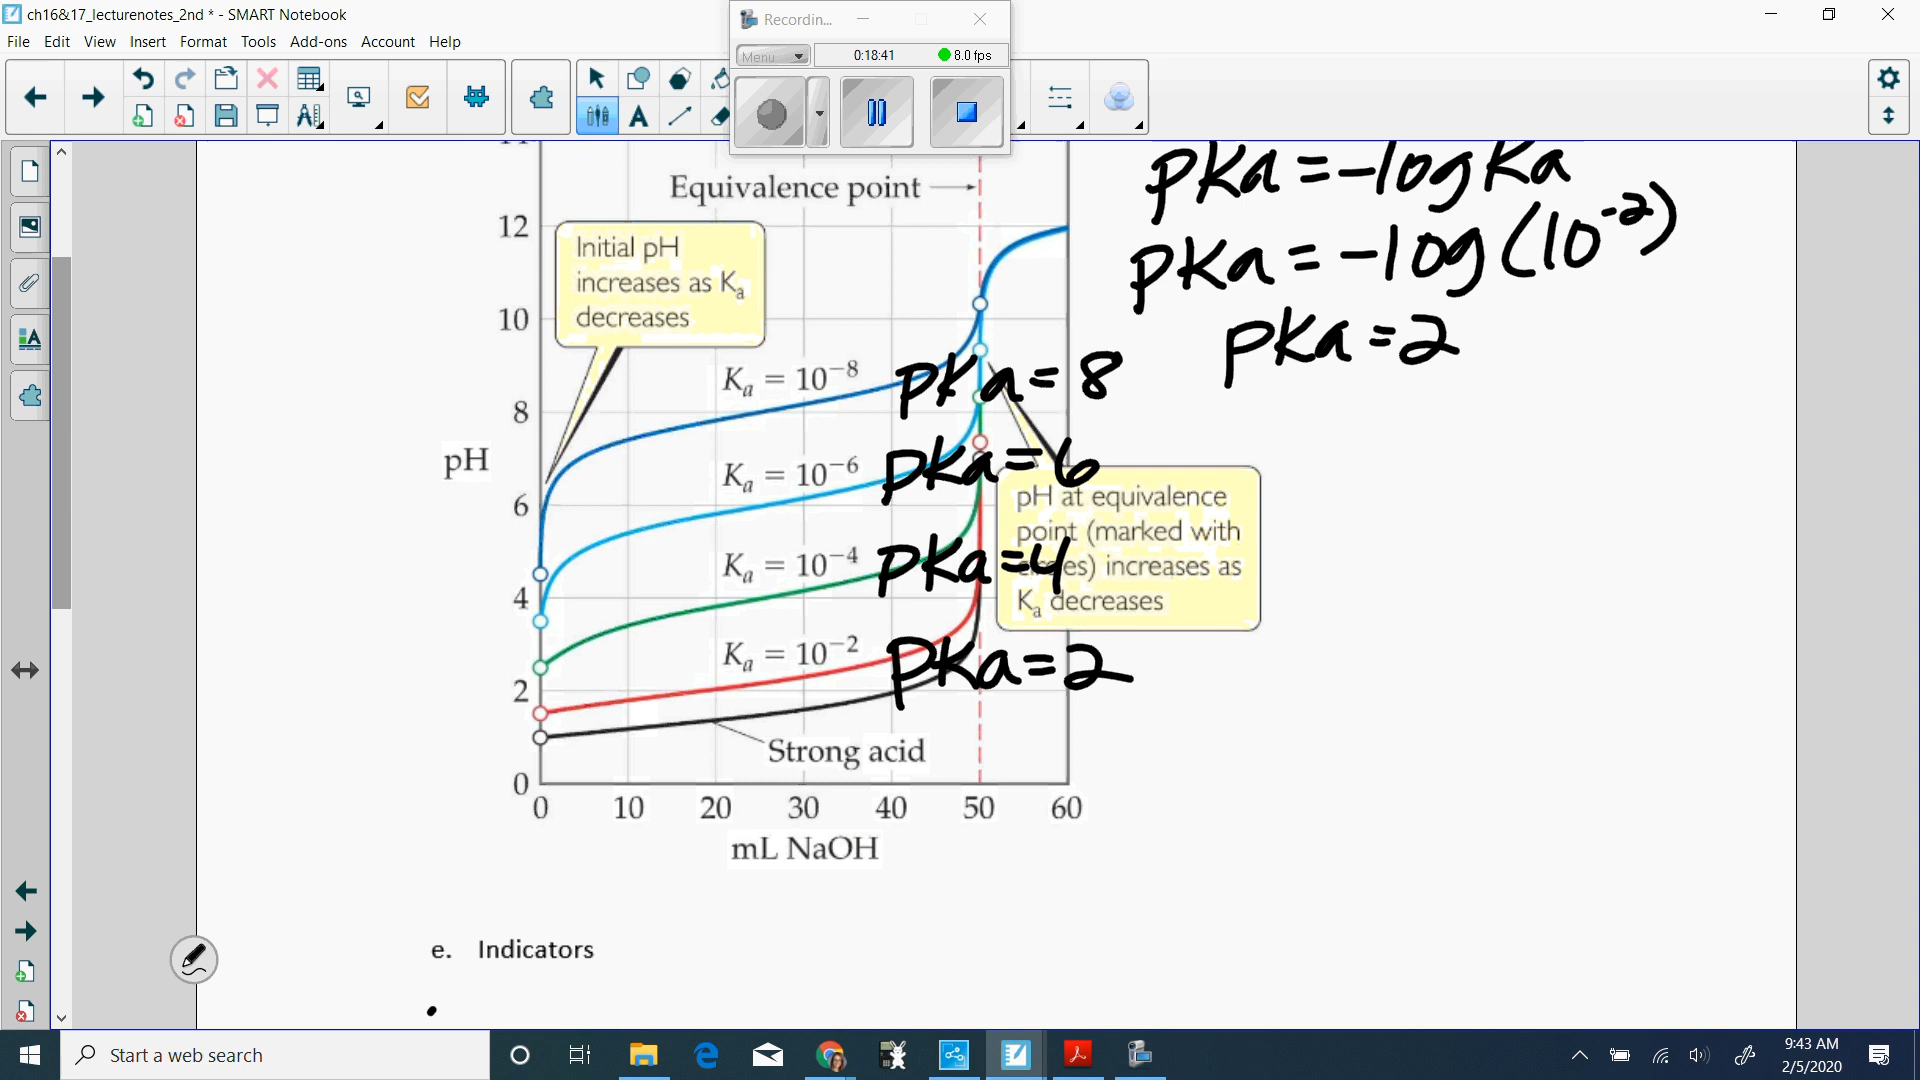 ch16&17_lecturenotes_2nd * - SMART Notebook
File Edit View Insert Format Tools Add-ons Account Help
Recordin...
Menu
0:18:41
8.0 fps
Equivalence point
12
10
8
6
4
2
0
pH
Initial pH
increases as Ka
decreases
Ka = 10⁻⁸
Ka = 10⁻⁶
Ka = 10⁻⁴
Ka = 10⁻²
Strong acid
pKa = 8
pKa = 6
pKa = 4
pKa = 2
pH at equivalence
point (marked with
circles) increases as
Ka decreases
0 10 20 30 40 50 60
mL NaOH
pKa = -log Ka
pKa = -log (10⁻²)
pKa = 2
e. Indicators
Start a web search
9:43 AM
2/5/2020